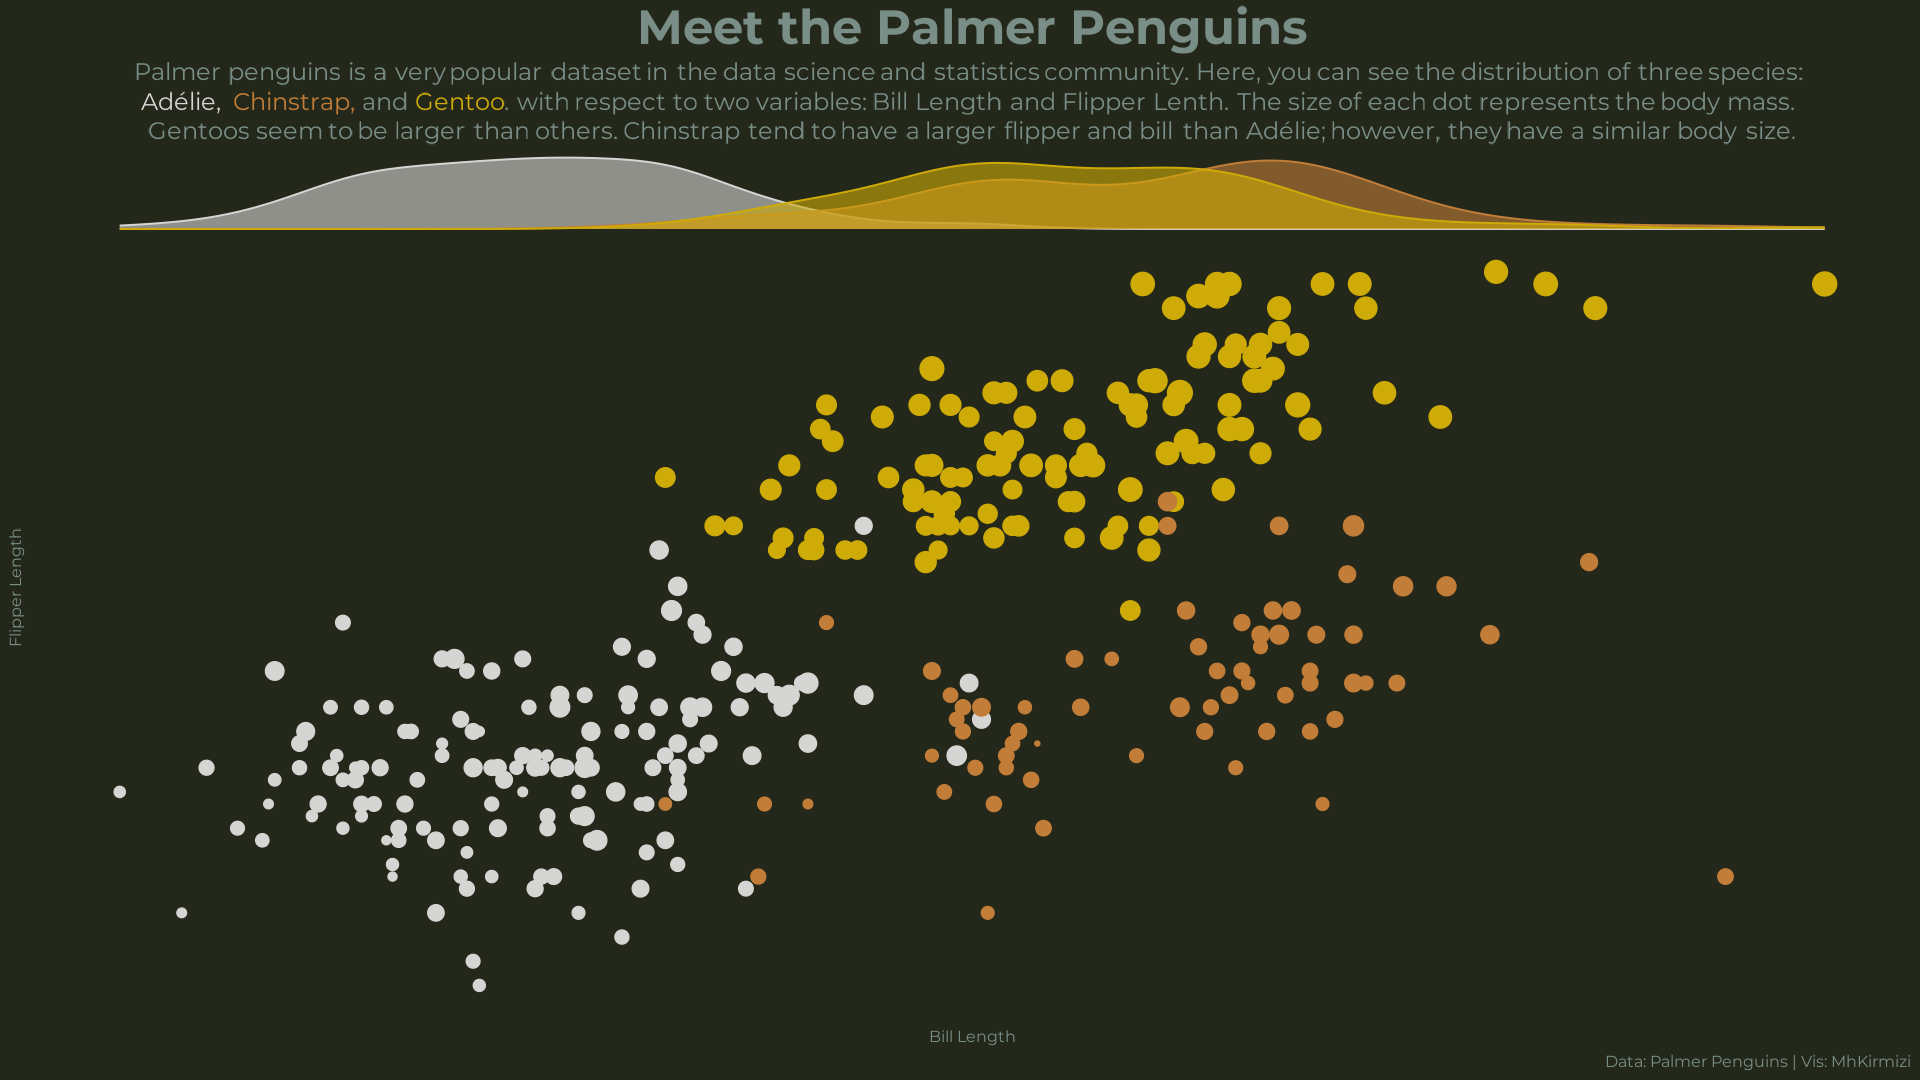 Meet the Palmer Penguins
Palmer penguins is a very popular dataset in the data science and statistics community. Here, you can see the distribution of three species:
Adélie, Chinstrap, and Gentoo. with respect to two variables: Bill Length and Flipper Lenth. The size of each dot represents the body mass.
Gentoos seem to be larger than others. Chinstrap tend to have a larger flipper and bill than Adélie; however, they have a similar body size.
Flipper Length
Bill Length
Data: Palmer Penguins | Vis: MhKirmizi